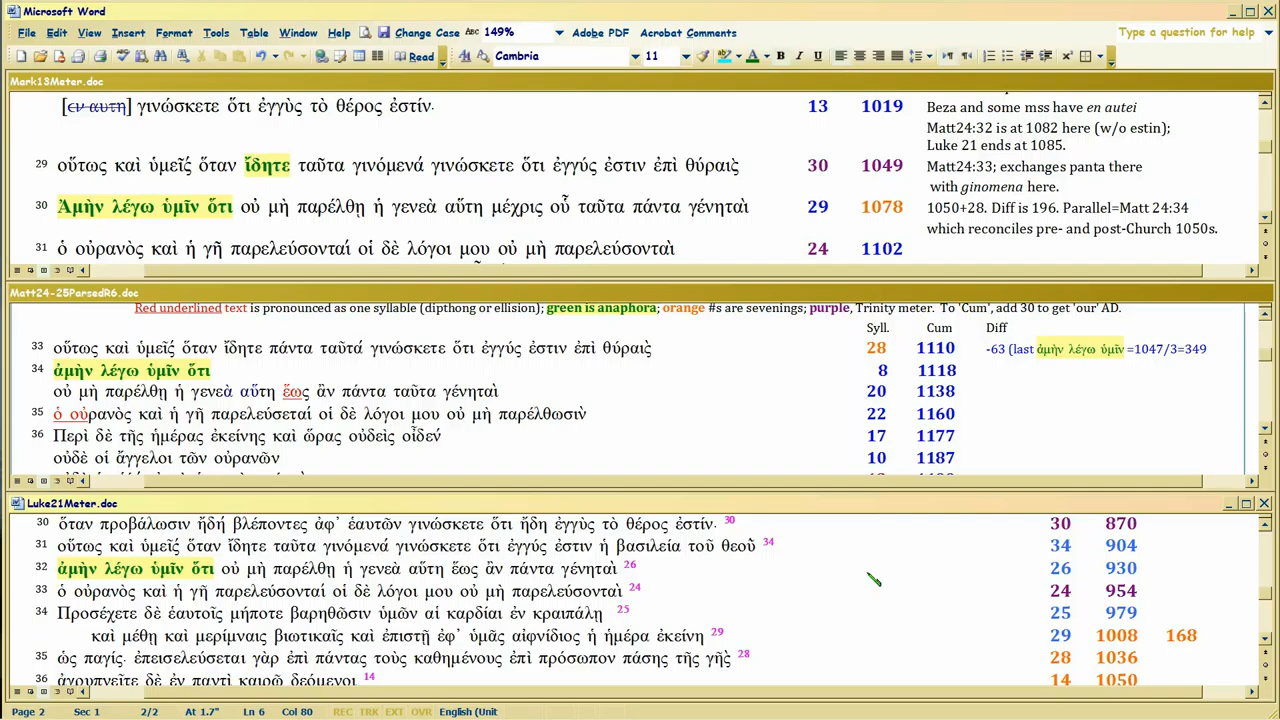 Microsoft Word
File Edit View Insert Format Tools Table Window Help Change Case 149% Adobe PDF Acrobat Comments Type a question for help
Read Cambria 11 B I U
Mark13Meter.doc
[εν αυτη] γινώσκετε ὅτι ἐγγὺς τὸ θέρος ἐστίν· 13 1019 Beza and some mss have en autei
Matt24:32 is at 1082 here (w/o estin);
Luke 21 ends at 1085.
29 οὕτως καὶ ὑμεῖς ὅταν ἴδητε ταῦτα γινόμενά γινώσκετε ὅτι ἐγγύς ἐστιν ἐπὶ θύραις 30 1049 Matt24:33; exchanges panta there
with ginomena here.
30 Ἀμὴν λέγω ὑμῖν ὅτι οὐ μὴ παρέλθῃ ἡ γενεὰ αὕτη μέχρις οὗ ταῦτα πάντα γένηταὶ 29 1078 1050+28. Diff is 196. Parallel=Matt 24:34
which reconciles pre- and post-Church 1050s.
31 ὁ οὐρανὸς καὶ ἡ γῆ παρελεύσονταί οἱ δὲ λόγοι μου οὐ μὴ παρελεύσονταὶ 24 1102
Matt24-25ParsedR6.doc
Red underlined text is pronounced as one syllable (dipthong or ellision); green is anaphora; orange #s are sevenings; purple, Trinity meter. To 'Cum', add 30 to get 'our' AD.
Syll. Cum Diff
33 οὕτως καὶ ὑμεῖς ὅταν ἴδητε πάντα ταῦτά γινώσκετε ὅτι ἐγγύς ἐστιν ἐπὶ θύραις 28 1110 -63 (last ἀμὴν λέγω ὑμῖν =1047/3=349
34 ἀμὴν λέγω ὑμῖν ὅτι 8 1118
οὐ μὴ παρέλθῃ ἡ γενεὰ αὕτη ἕως ἂν πάντα ταῦτα γένηταὶ 20 1138
35 ὁ οὐρανὸς καὶ ἡ γῆ παρελεύσεταί οἱ δὲ λόγοι μου οὐ μὴ παρέλθωσιν 22 1160
36 Περὶ δὲ τῆς ἡμέρας ἐκείνης καὶ ὥρας οὐδεὶς οἶδεν 17 1177
οὐδὲ οἱ ἄγγελοι τῶν οὐρανῶν 10 1187
Luke21Meter.doc
30 ὅταν προβάλωσιν ἤδη βλέποντες ἀφ᾽ ἑαυτῶν γινώσκετε ὅτι ἤδη ἐγγὺς τὸ θέρος ἐστίν· 30 30 870
31 οὕτως καὶ ὑμεῖς ὅταν ἴδητε ταῦτα γινόμενά γινώσκετε ὅτι ἐγγύς ἐστιν ἡ βασιλεία τοῦ θεοῦ 34 34 904
32 ἀμὴν λέγω ὑμῖν ὅτι οὐ μὴ παρέλθῃ ἡ γενεὰ αὕτη ἕως ἂν πάντα γένηταὶ 26 26 930
33 ὁ οὐρανὸς καὶ ἡ γῆ παρελεύσονταί οἱ δὲ λόγοι μου οὐ μὴ παρελεύσονταὶ 24 24 954
34 Προσέχετε δὲ ἑαυτοῖς μήποτε βαρηθῶσιν ὑμῶν αἱ καρδίαι ἐν κραιπάλῃ 25 25 979
καὶ μέθῃ καὶ μερίμναις βιωτικαῖς καὶ ἐπιστῇ ἐφ᾽ ὑμᾶς αἰφνίδιος ἡ ἡμέρα ἐκείνη 29 29 1008 168
35 ὡς παγίς· ἐπεισελεύσεται γὰρ ἐπὶ πάντας τοὺς καθημένους ἐπὶ πρόσωπον πάσης τῆς γῆς 28 28 1036
36 ἀγρυπνεῖτε δὲ ἐν παντὶ καιρῷ δεόμενοι 14 14 1050
Page 2 Sec 1 2/2 At 1.7" Ln 6 Col 80 REC TRK EXT OVR English (Unit